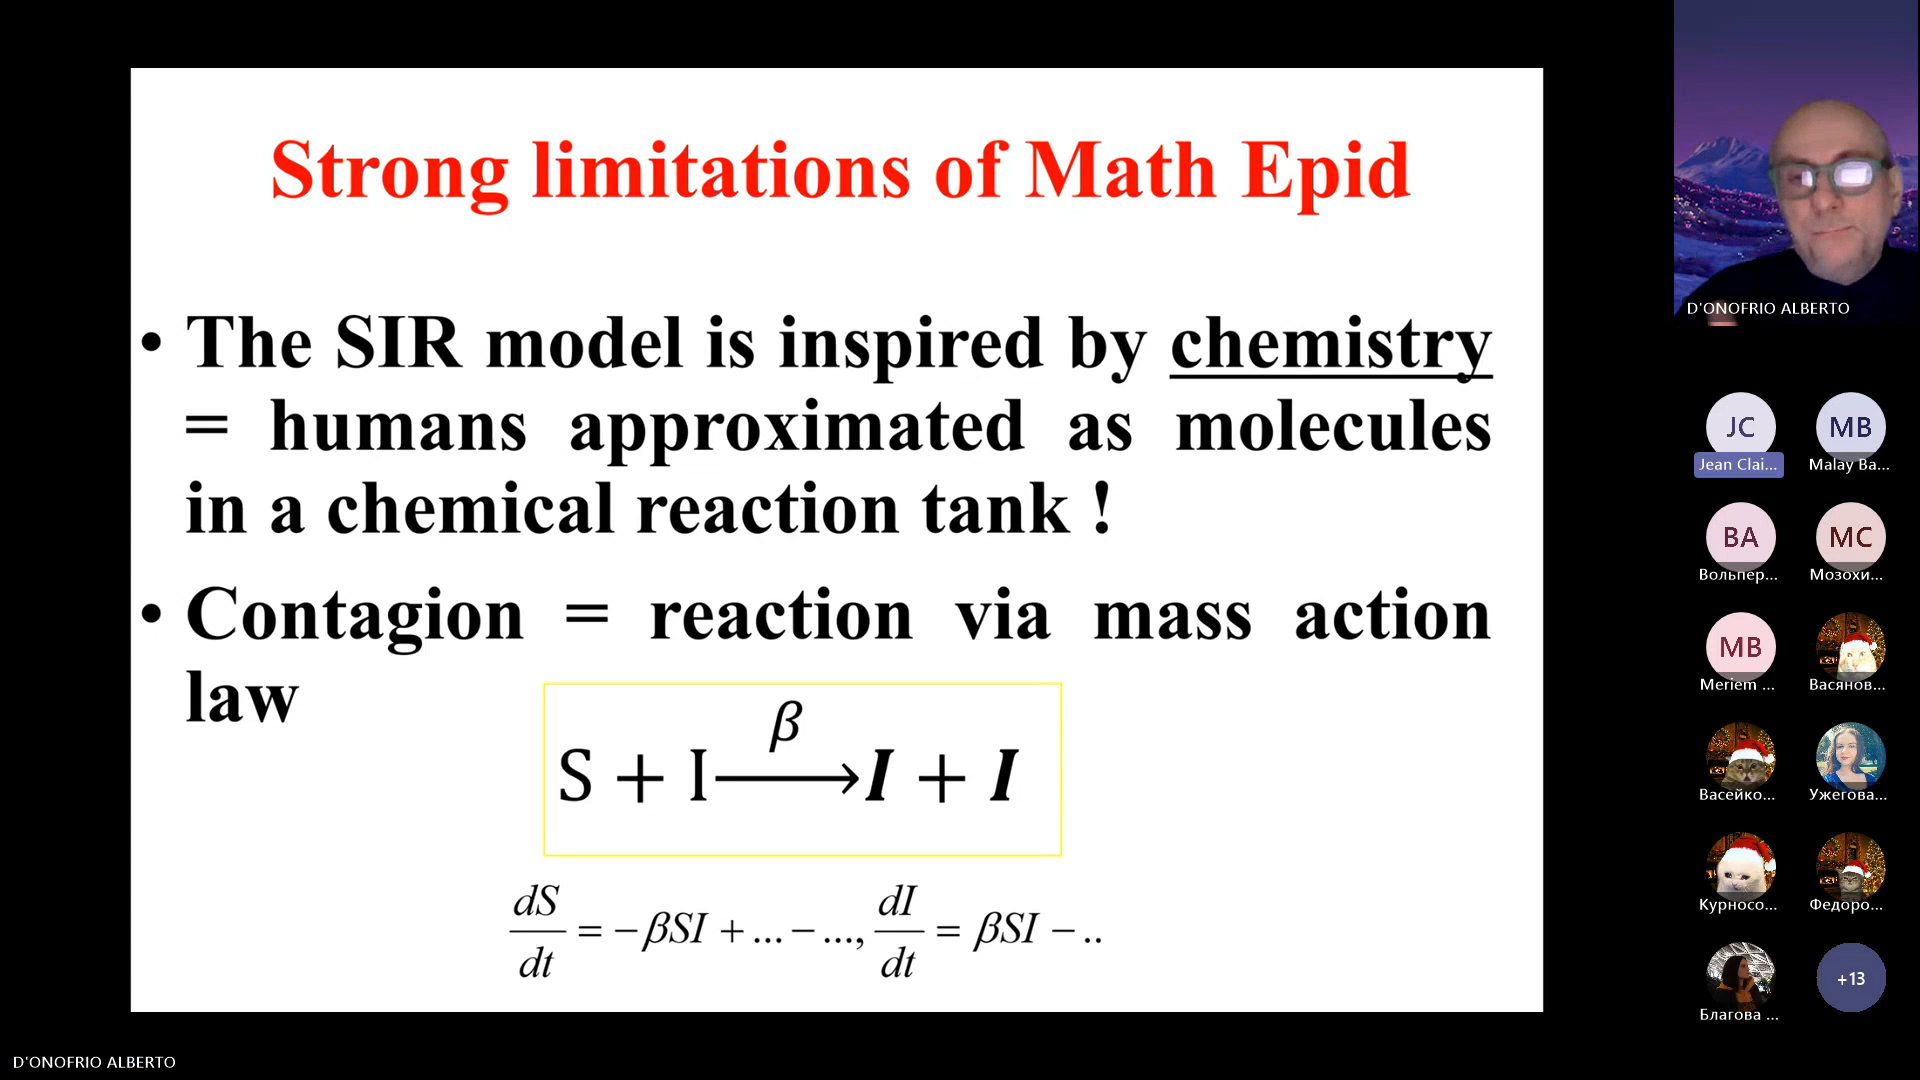 Strong limitations of Math Epid
• The SIR model is inspired by chemistry
= humans approximated as molecules
in a chemical reaction tank !
• Contagion = reaction via mass action
law
β
S + I ⟶ I + I
dS/dt = −βSI + ... − ..., dI/dt = βSI − ..
D'ONOFRIO ALBERTO
JC
MB
Jean Clai...
Malay Ba...
BA
MC
Вольпер...
Мозохи...
MB
Meriem ...
Васянов...
Васейко...
Ужегова...
Курносо...
Федоро...
+13
Благова ...
D'ONOFRIO ALBERTO